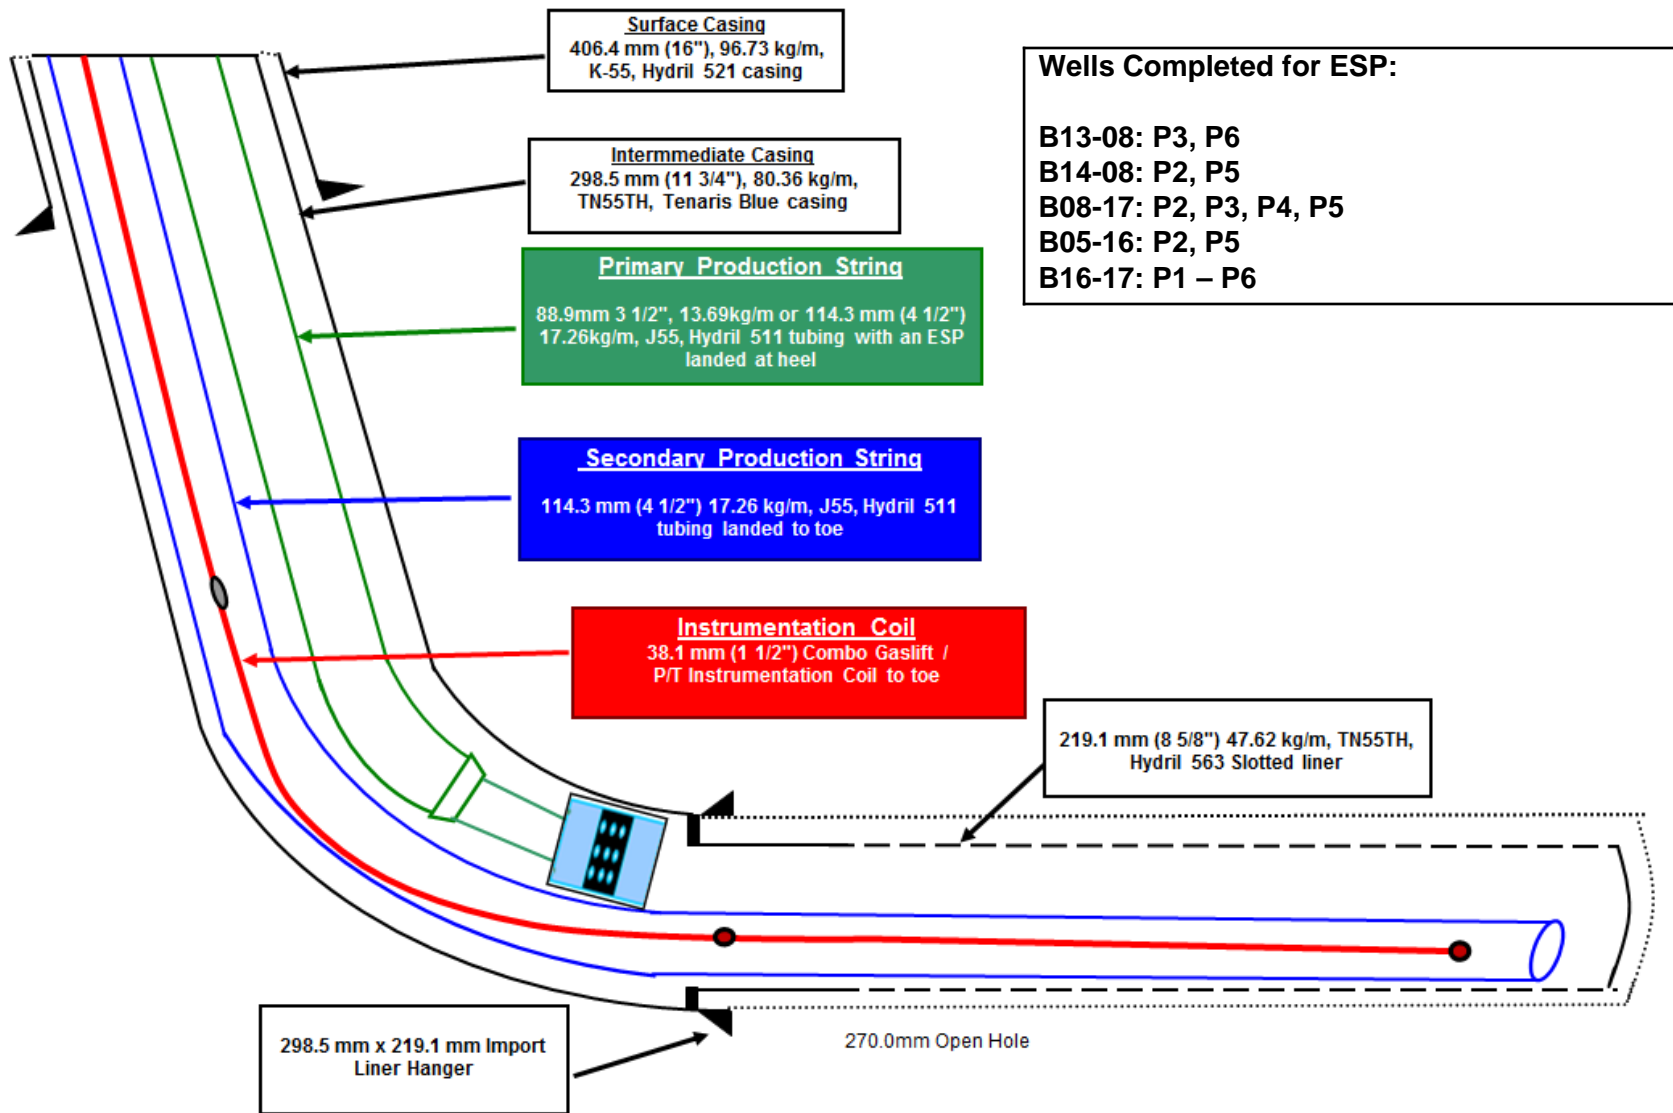 Surface Casing
406.4 mm (16"), 96.73 kg/m,
K-55, Hydril 521 casing
Wells Completed for ESP:
B13-08: P3, P6
B14-08: P2, P5
B08-17: P2, P3, P4, P5
B05-16: P2, P5
B16-17: P1 – P6
Intermmediate Casing
298.5 mm (11 3/4"), 80.36 kg/m,
TN55TH, Tenaris Blue casing
Primary Production String
88.9mm 3 1/2", 13.69kg/m or 114.3 mm (4 1/2")
17.26kg/m, J55, Hydril 511 tubing with an ESP
landed at heel
Secondary Production String
114.3 mm (4 1/2") 17.26 kg/m, J55, Hydril 511
tubing landed to toe
Instrumentation Coil
38.1 mm (1 1/2") Combo Gaslift /
P/T Instrumentation Coil to toe
219.1 mm (8 5/8") 47.62 kg/m, TN55TH,
Hydril 563 Slotted liner
298.5 mm x 219.1 mm Import
Liner Hanger
270.0mm Open Hole